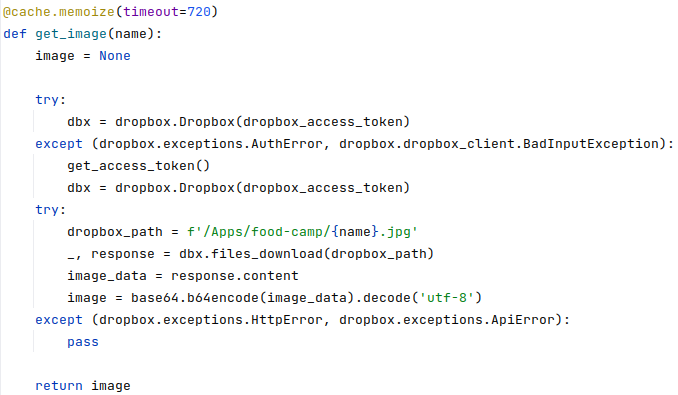 @cache.memoize(timeout=720)
def get_image(name):
    image = None

    try:
        dbx = dropbox.Dropbox(dropbox_access_token)
    except (dropbox.exceptions.AuthError, dropbox.dropbox_client.BadInputException):
        get_access_token()
        dbx = dropbox.Dropbox(dropbox_access_token)
    try:
        dropbox_path = f'/Apps/food-camp/{name}.jpg'
        _, response = dbx.files_download(dropbox_path)
        image_data = response.content
        image = base64.b64encode(image_data).decode('utf-8')
    except (dropbox.exceptions.HttpError, dropbox.exceptions.ApiError):
        pass

    return image